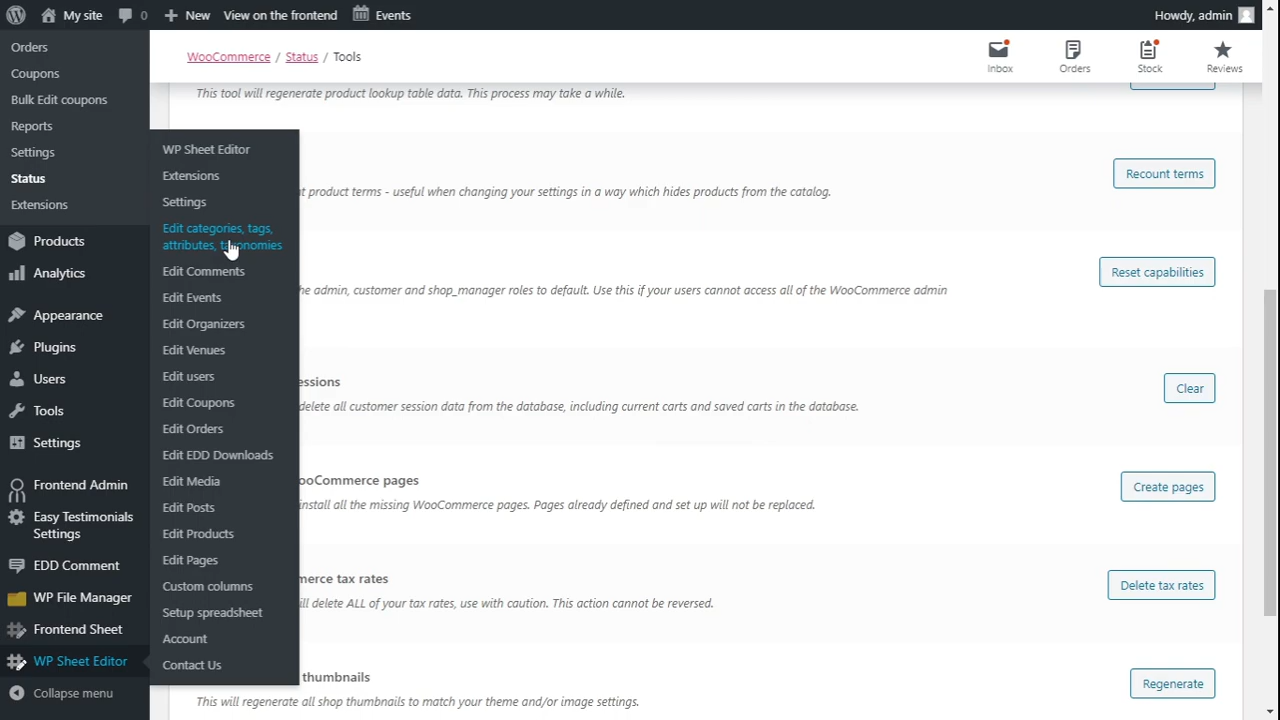 My site
0
New
View on the frontend
Events
Howdy, admin
Orders
Coupons
Bulk Edit coupons
Reports
Settings
Status
Extensions
Products
Analytics
Appearance
Plugins
Users
Tools
Settings
Frontend Admin
Easy Testimonials
Settings
EDD Comment
WP File Manager
Frontend Sheet
WP Sheet Editor
Collapse menu
WP Sheet Editor
Extensions
Settings
Edit categories, tags,
attributes, taxonomies
Edit Comments
Edit Events
Edit Organizers
Edit Venues
Edit users
Edit Coupons
Edit Orders
Edit EDD Downloads
Edit Media
Edit Posts
Edit Products
Edit Pages
Custom columns
Setup spreadsheet
Account
Contact Us
WooCommerce / Status / Tools
Inbox
Orders
Stock
Reviews
This tool will regenerate product lookup table data. This process may take a while.
product terms - useful when changing your settings in a way which hides products from the catalog.
Recount terms
he admin, customer and shop_manager roles to default. Use this if your users cannot access all of the WooCommerce admin
Reset capabilities
essions
delete all customer session data from the database, including current carts and saved carts in the database.
Clear
ooCommerce pages
install all the missing WooCommerce pages. Pages already defined and set up will not be replaced.
Create pages
merce tax rates
ill delete ALL of your tax rates, use with caution. This action cannot be reversed.
Delete tax rates
thumbnails
This will regenerate all shop thumbnails to match your theme and/or image settings.
Regenerate